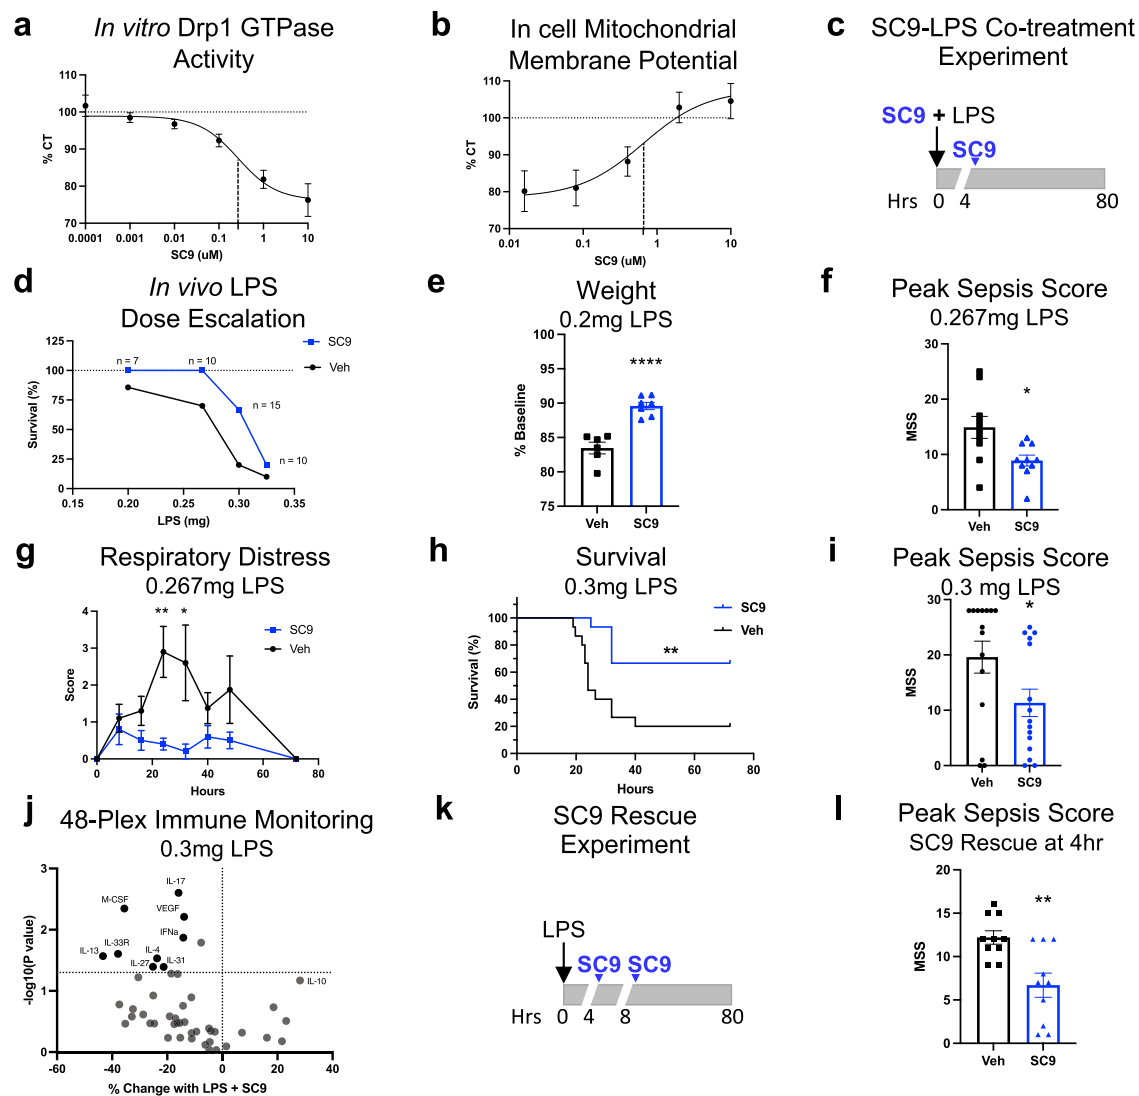 a
In vitro Drp1 GTPase
Activity
110
100
90
80
70
% CT
0.0001
0.001
0.01
0.1
1
10
SC9 (uM)
b
In cell Mitochondrial
Membrane Potential
110
100
90
80
70
% CT
0.01
0.1
1
10
SC9 (uM)
c
SC9-LPS Co-treatment
Experiment
SC9 + LPS
SC9
Hrs 0 4 80
d
In vivo LPS
Dose Escalation
SC9
Veh
125
100
75
50
25
0
Survival (%)
n = 7
n = 10
n = 15
n = 10
0.15
0.20
0.25
0.30
0.35
LPS (mg)
e
Weight
0.2mg LPS
100
95
90
85
80
75
% Baseline
****
Veh
SC9
f
Peak Sepsis Score
0.267mg LPS
30
20
10
0
MSS
*
Veh
SC9
g
Respiratory Distress
0.267mg LPS
4
3
2
1
0
Score
**
*
SC9
Veh
0
20
40
60
80
Hours
h
Survival
0.3mg LPS
100
80
60
40
20
0
Survival (%)
SC9
Veh
**
0
20
40
60
80
Hours
i
Peak Sepsis Score
0.3 mg LPS
30
20
10
0
MSS
*
Veh
SC9
j
48-Plex Immune Monitoring
0.3mg LPS
3
2
1
0
-log10(P value)
IL-17
M-CSF
VEGF
IFNa
IL-13
IL-33R
IL-4
IL-27
IL-31
IL-10
-60
-40
-20
0
20
40
% Change with LPS + SC9
k
SC9 Rescue
Experiment
LPS
SC9 SC9
Hrs 0 4 8 80
l
Peak Sepsis Score
SC9 Rescue at 4hr
20
15
10
5
0
MSS
**
Veh
SC9